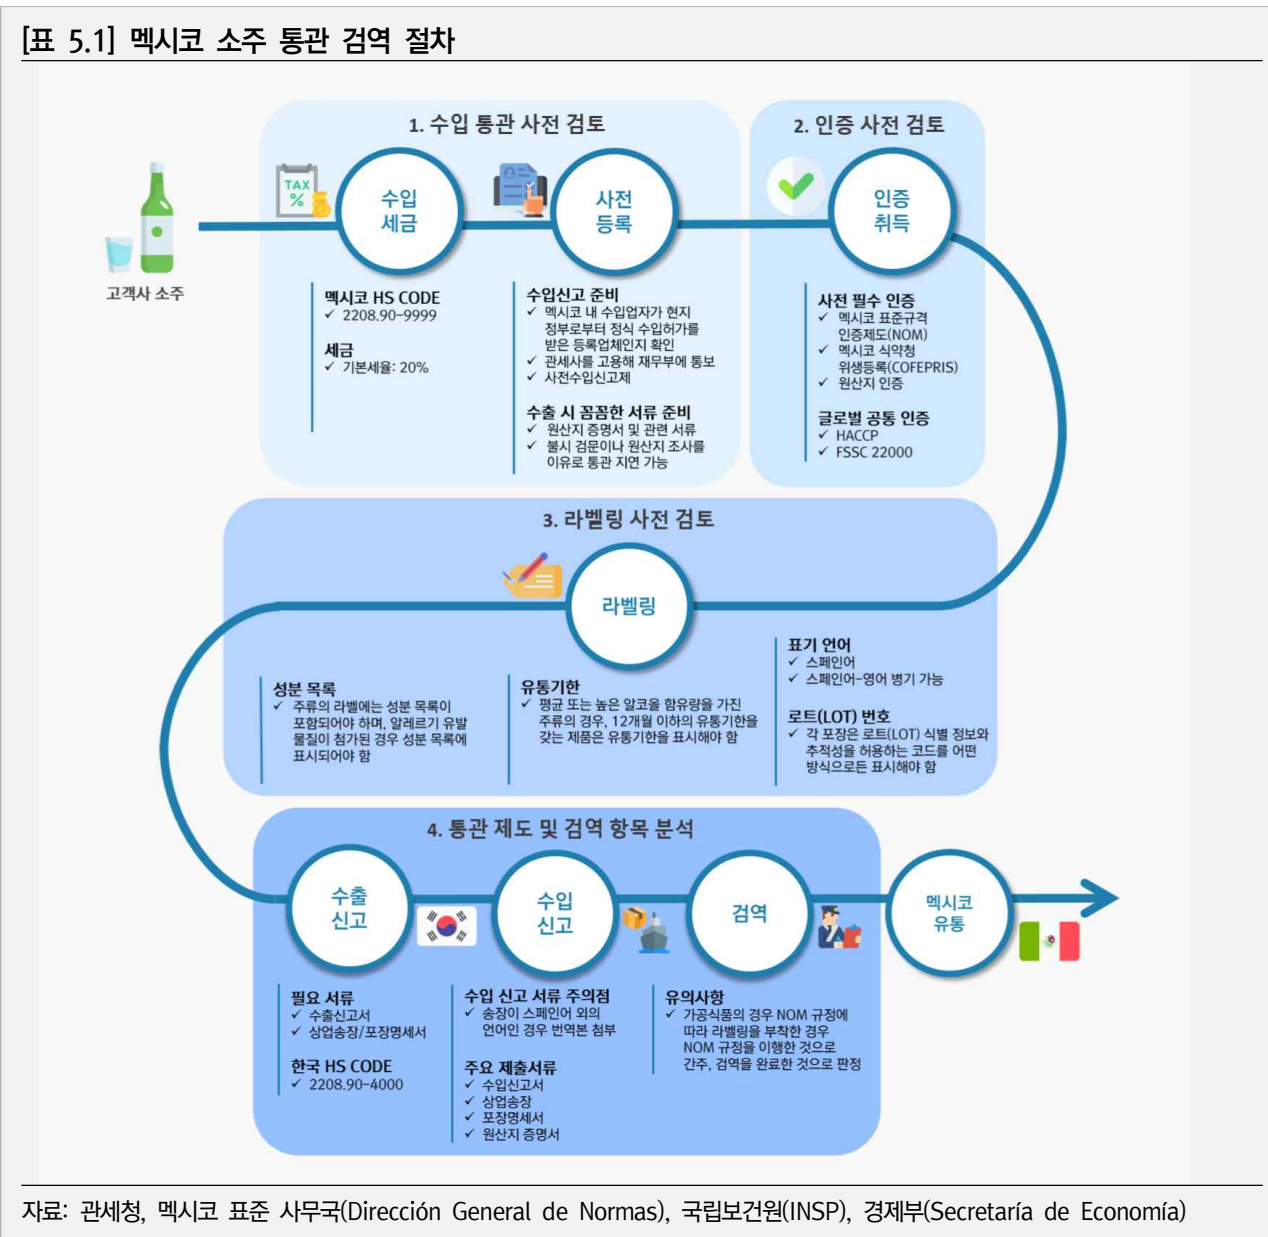 [표 5.1] 멕시코 소주 통관 검역 절차
1. 수입 통관 사전 검토
TAX
%
수입
세금
사전
등록
고객사 소주
멕시코 HS CODE
✓ 2208.90-9999
세금
✓ 기본세율: 20%
수입신고 준비
✓ 멕시코 내 수입업자가 현지
정부로부터 정식 수입허가를
받은 등록업체인지 확인
✓ 관세사를 고용해 재무부에 통보
✓ 사전수입신고제
수출 시 꼼꼼한 서류 준비
✓ 원산지 증명서 및 관련 서류
✓ 불시 검문이나 원산지 조사를
이유로 통관 지연 가능
2. 인증 사전 검토
인증
취득
사전 필수 인증
✓ 멕시코 표준규격
인증제도(NOM)
✓ 멕시코 식약청
위생등록(COFEPRIS)
✓ 원산지 인증
글로벌 공통 인증
✓ HACCP
✓ FSSC 22000
3. 라벨링 사전 검토
라벨링
성분 목록
✓ 주류의 라벨에는 성분 목록이
포함되어야 하며, 알레르기 유발
물질이 첨가된 경우 성분 목록에
표시되어야 함
유통기한
✓ 평균 또는 높은 알코올 함유량을 가진
주류의 경우, 12개월 이하의 유통기한을
갖는 제품은 유통기한을 표시해야 함
표기 언어
✓ 스페인어
✓ 스페인어-영어 병기 가능
로트(LOT) 번호
✓ 각 포장은 로트(LOT) 식별 정보와
추적성을 허용하는 코드를 어떤
방식으로든 표시해야 함
4. 통관 제도 및 검역 항목 분석
수출
신고
수입
신고
검역
멕시코
유통
필요 서류
✓ 수출신고서
✓ 상업송장/포장명세서
한국 HS CODE
✓ 2208.90-4000
수입 신고 서류 주의점
✓ 송장이 스페인어 외의
언어인 경우 번역본 첨부
주요 제출서류
✓ 수입신고서
✓ 상업송장
✓ 포장명세서
✓ 원산지 증명서
유의사항
✓ 가공식품의 경우 NOM 규정에
따라 라벨링을 부착한 경우
NOM 규정을 이행한 것으로
간주, 검역을 완료한 것으로 판정
자료: 관세청, 멕시코 표준 사무국(Dirección General de Normas), 국립보건원(INSP), 경제부(Secretaría de Economía)